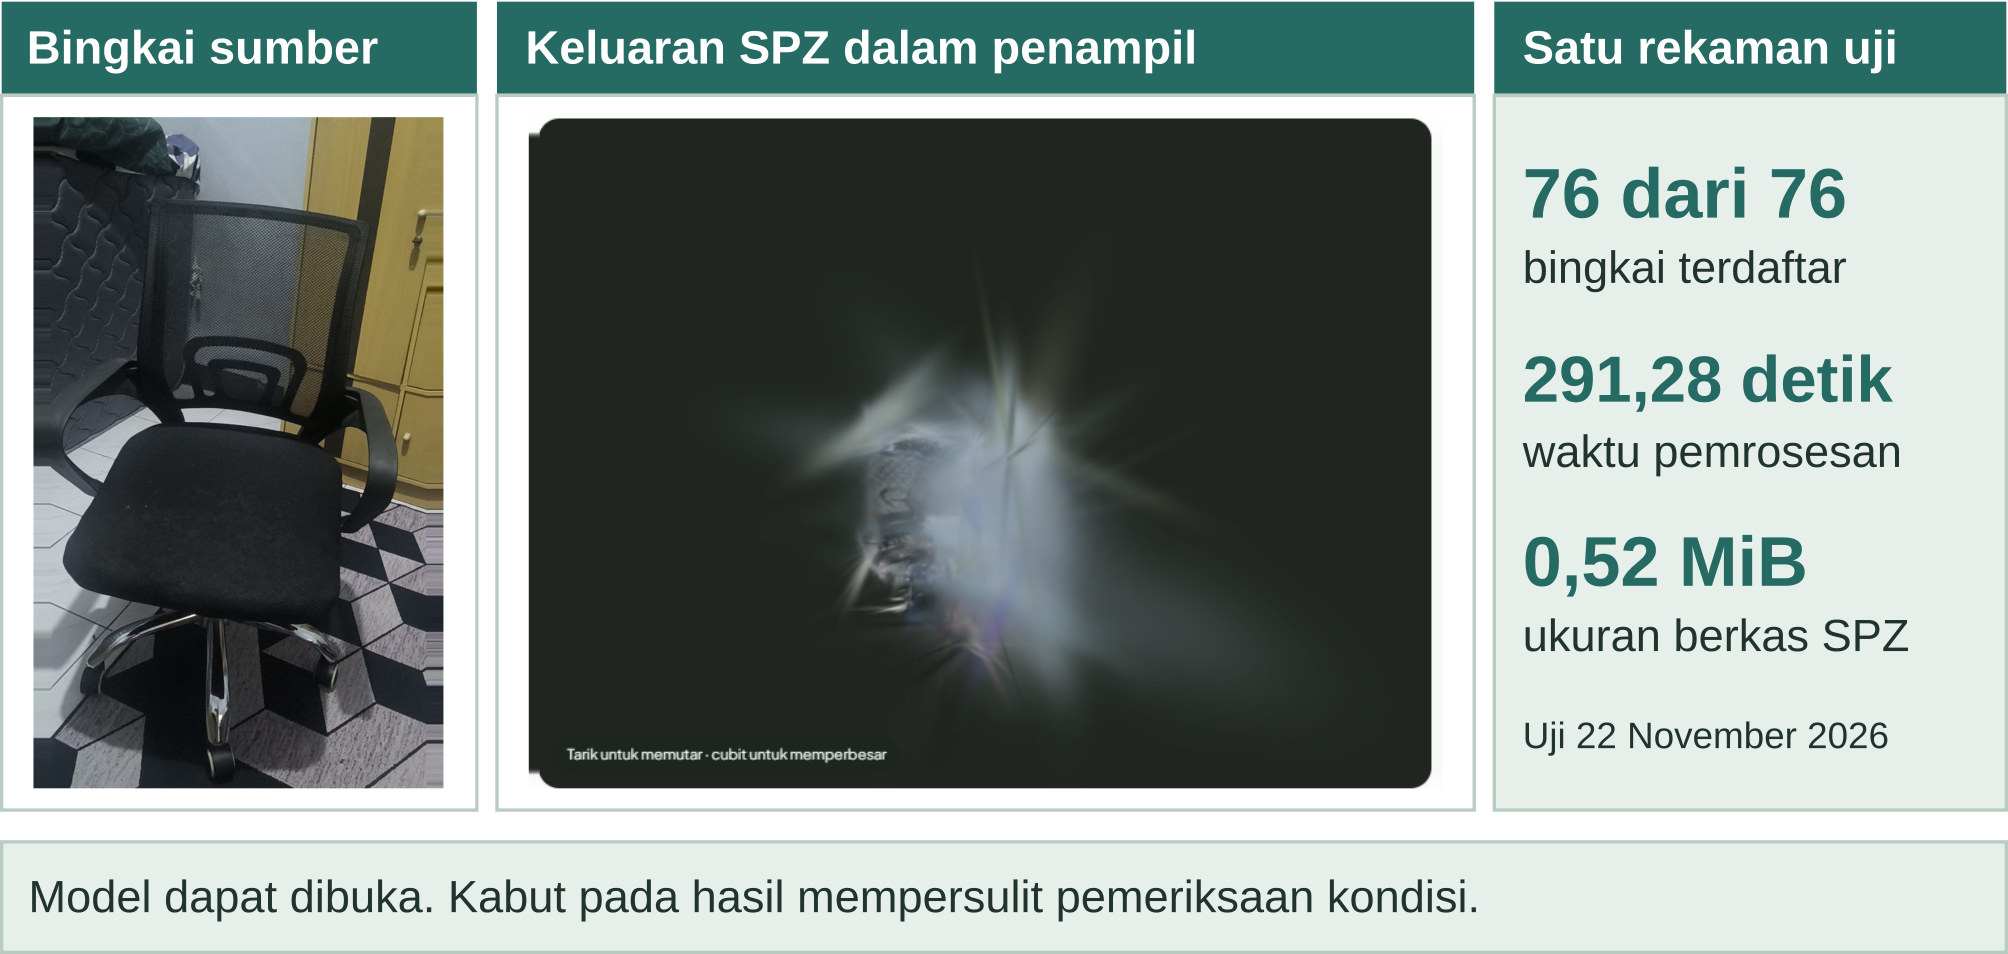 Bingkai sumber
Keluaran SPZ dalam penampil
Tarik untuk memutar · cubit untuk memperbesar
Satu rekaman uji
76 dari 76
bingkai terdaftar
291,28 detik
waktu pemrosesan
0,52 MiB
ukuran berkas SPZ
Uji 22 November 2026
Model dapat dibuka. Kabut pada hasil mempersulit pemeriksaan kondisi.